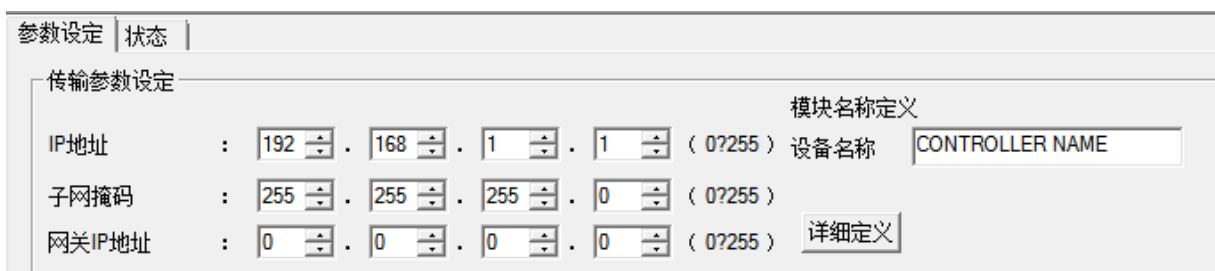 参数设定 状态
传输参数设定
模块名称定义
IP地址 : 192 . 168 . 1 . 1 ( 0?255 ) 设备名称 CONTROLLER NAME
子网掩码 : 255 . 255 . 255 . 0 ( 0?255 )
网关IP地址 : 0 . 0 . 0 . 0 ( 0?255 ) 详细定义